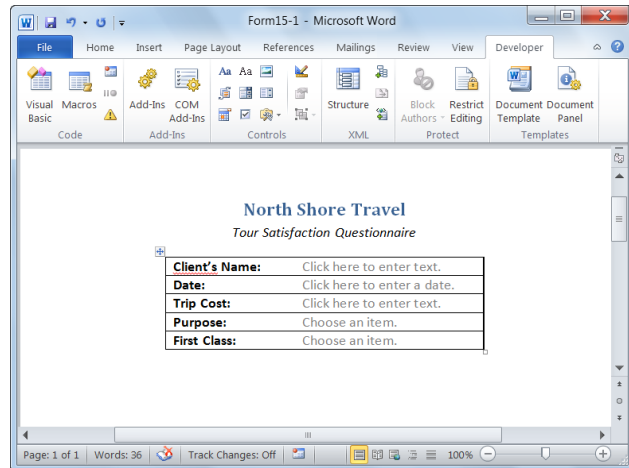 Form15-1 - Microsoft Word
File Home Insert Page Layout References Mailings Review View Developer
Aa Aa
Visual Basic Macros Add-Ins COM Add-Ins Structure Block Authors Restrict Editing Document Template Document Panel
Code Add-Ins Controls XML Protect Templates
North Shore Travel
Tour Satisfaction Questionnaire
Client's Name: Click here to enter text.
Date: Click here to enter a date.
Trip Cost: Click here to enter text.
Purpose: Choose an item.
First Class: Choose an item.
Page: 1 of 1 Words: 36 Track Changes: Off 100%